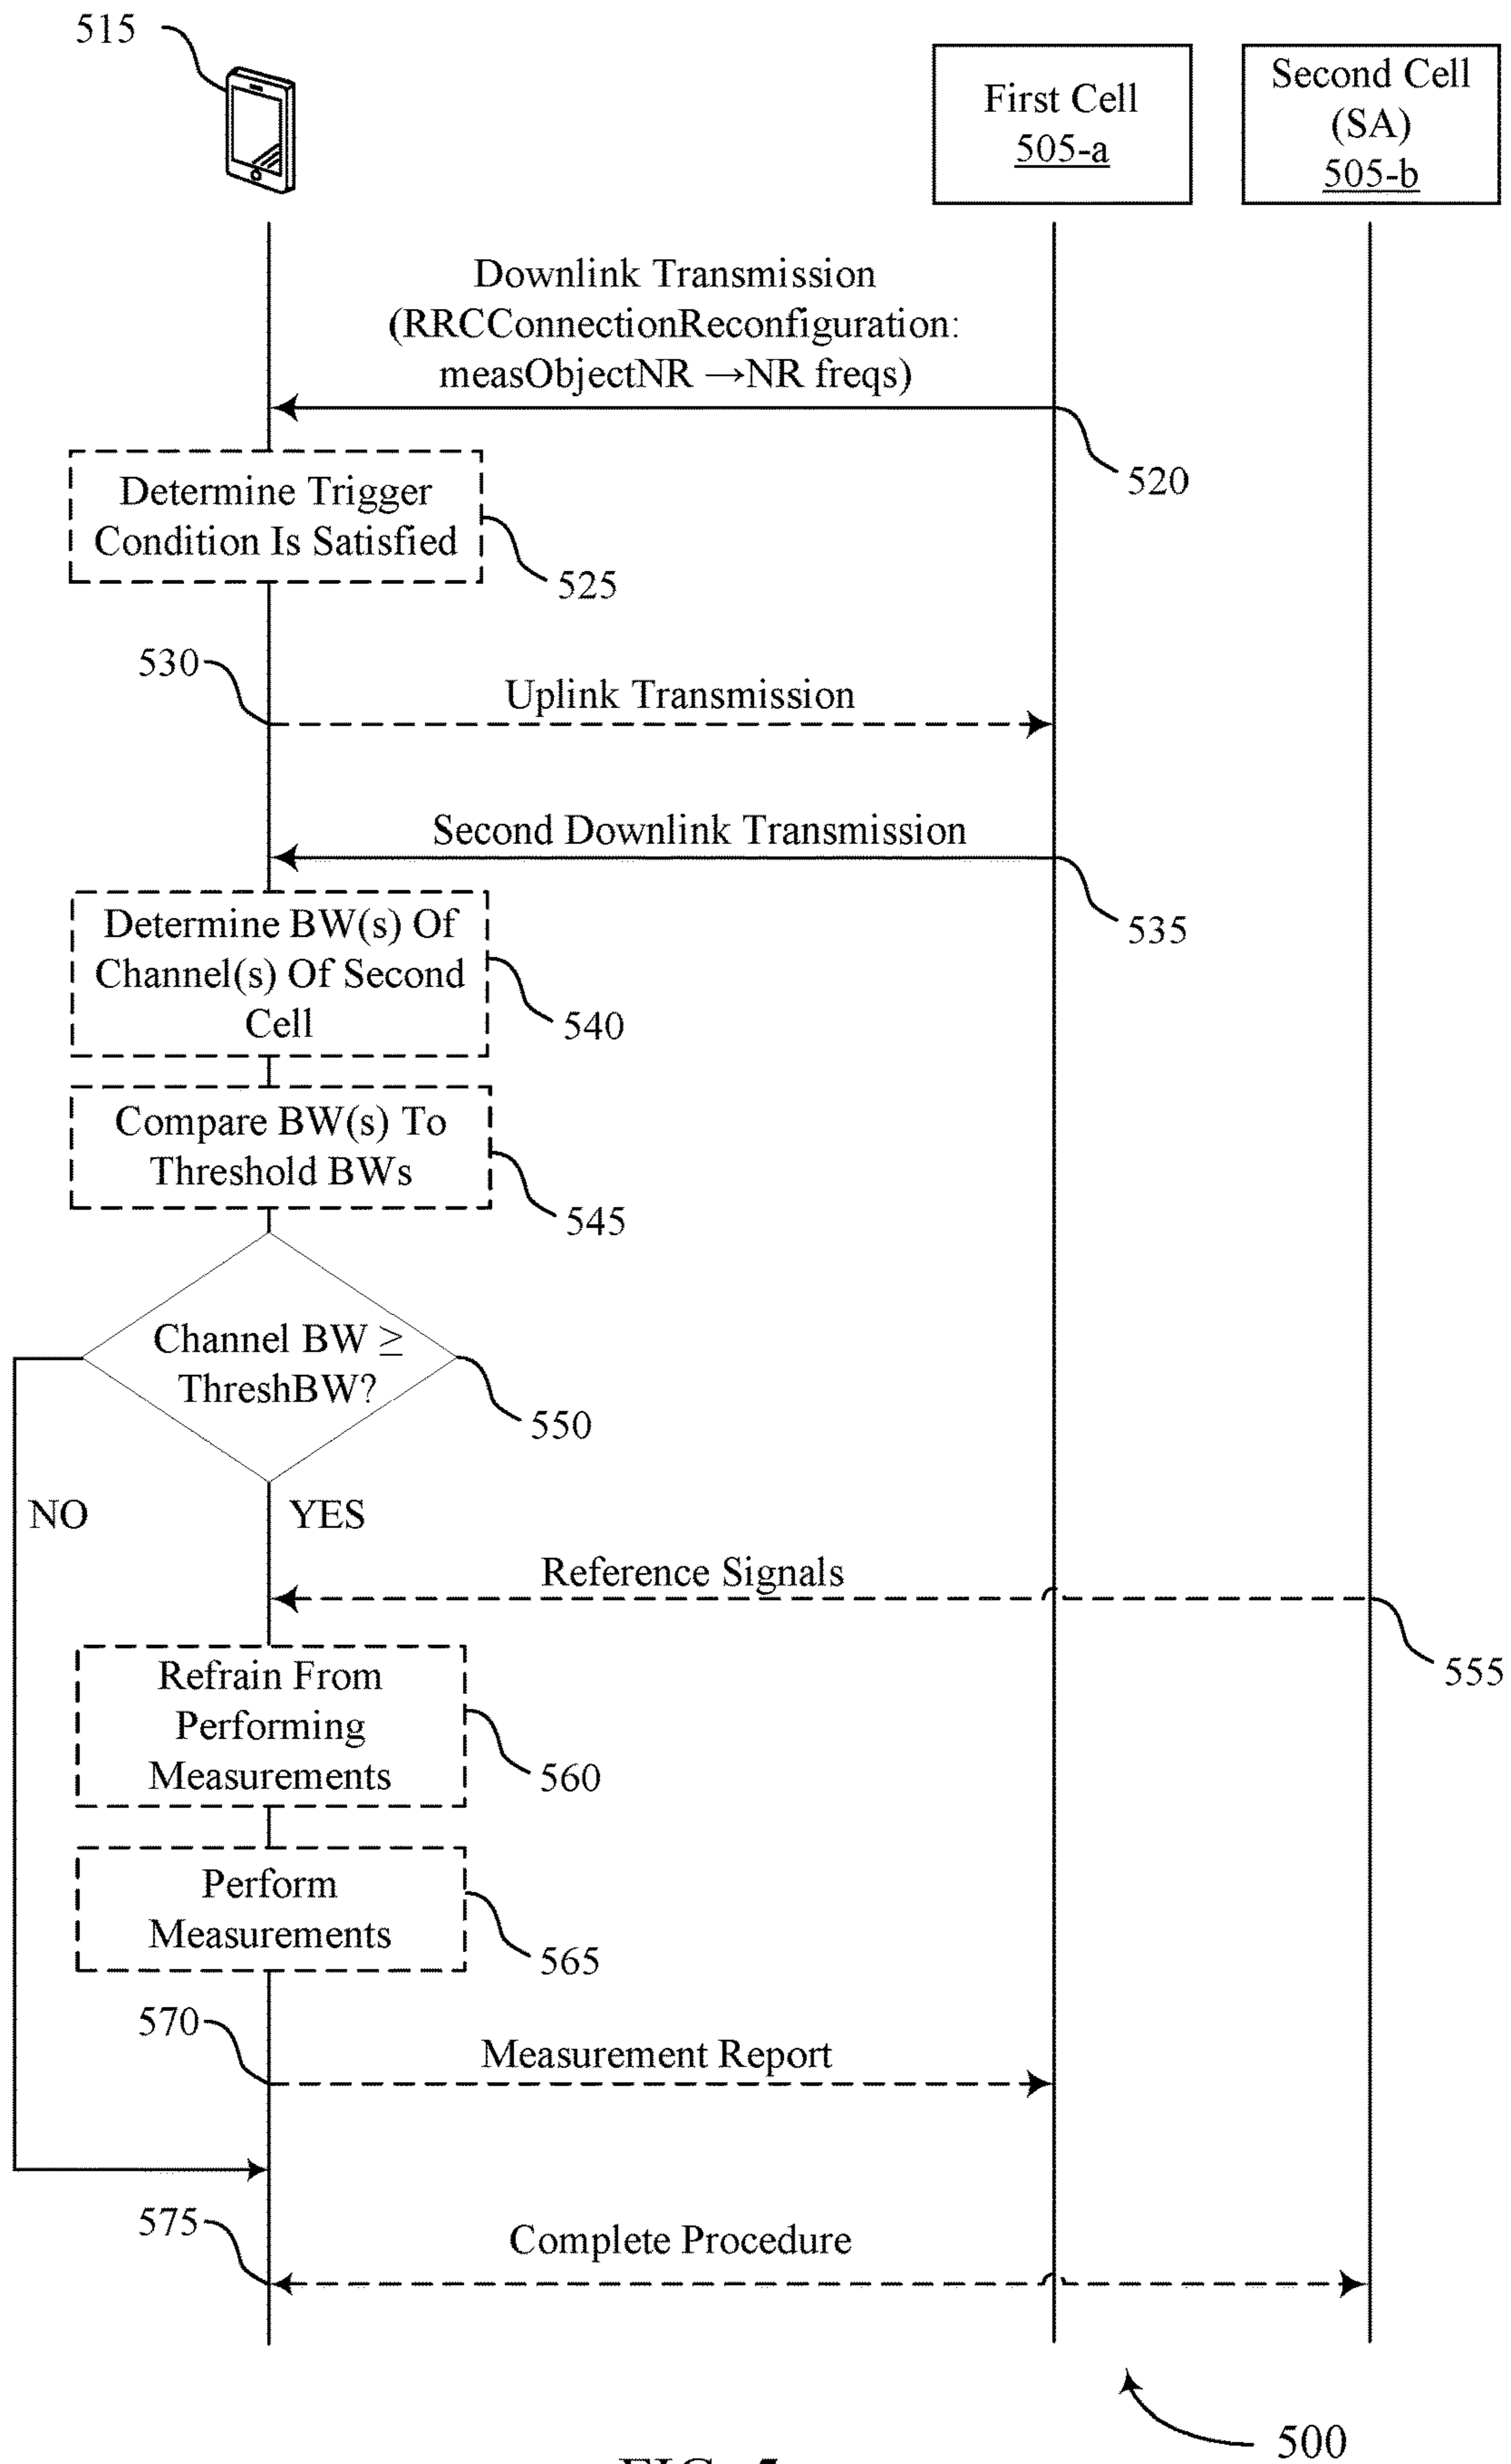 515
First Cell
505-a
Second Cell
(SA)
505-b
Downlink Transmission
(RRCConnectionReconfiguration:
measObjectNR →NR freqs)
520
Determine Trigger
Condition Is Satisfied
525
530
Uplink Transmission
Second Downlink Transmission
535
Determine BW(s) Of
Channel(s) Of Second
Cell
540
Compare BW(s) To
Threshold BWs
545
Channel BW ≥
ThreshBW?
550
NO
YES
Reference Signals
555
Refrain From
Performing
Measurements
560
Perform
Measurements
565
570
Measurement Report
575
Complete Procedure
500